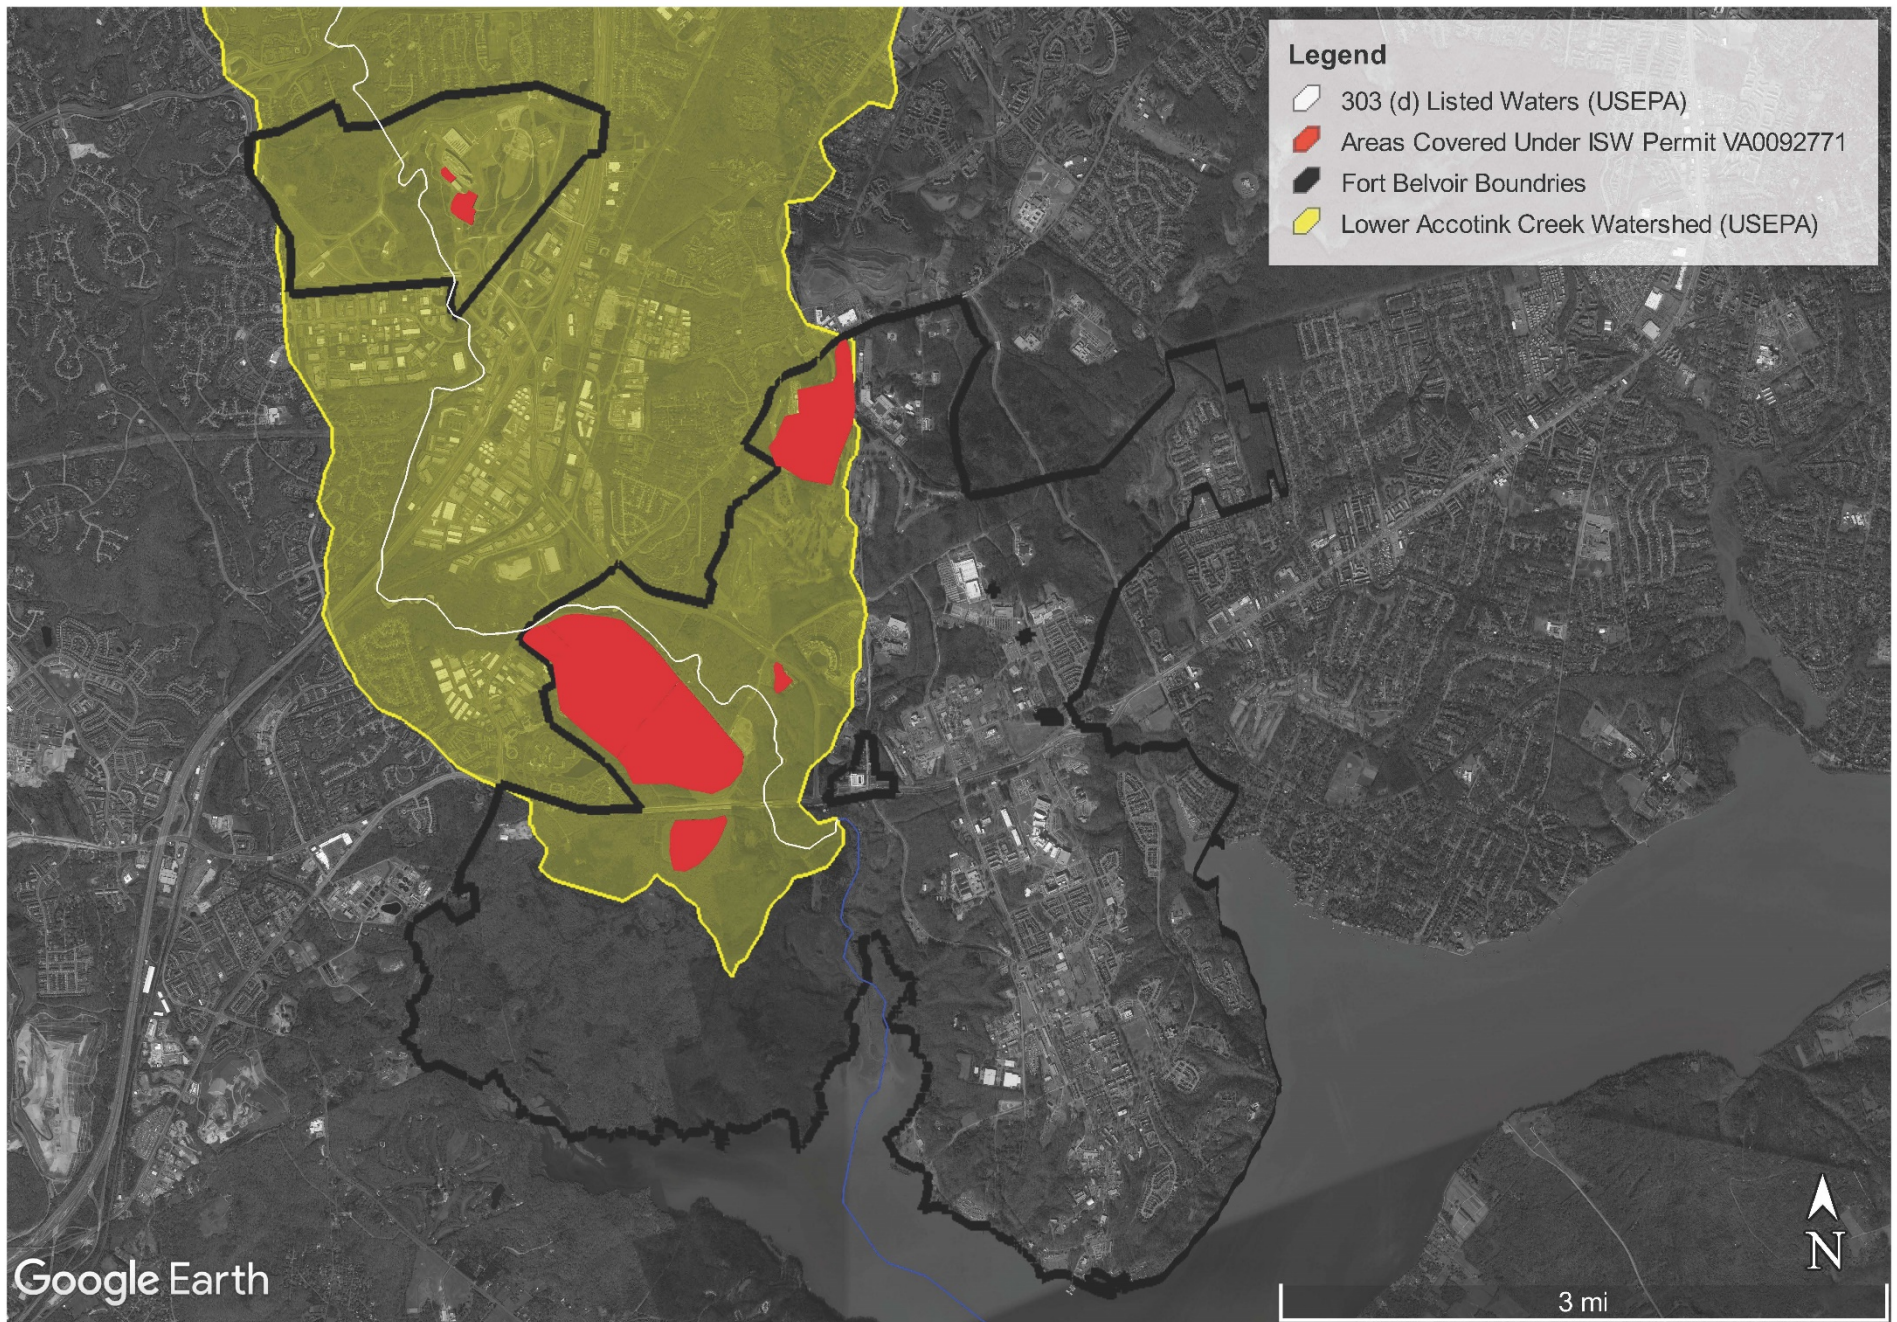 Legend
303 (d) Listed Waters (USEPA)
Areas Covered Under ISW Permit VA0092771
Fort Belvoir Boundries
Lower Accotink Creek Watershed (USEPA)
N
Google Earth
3 mi